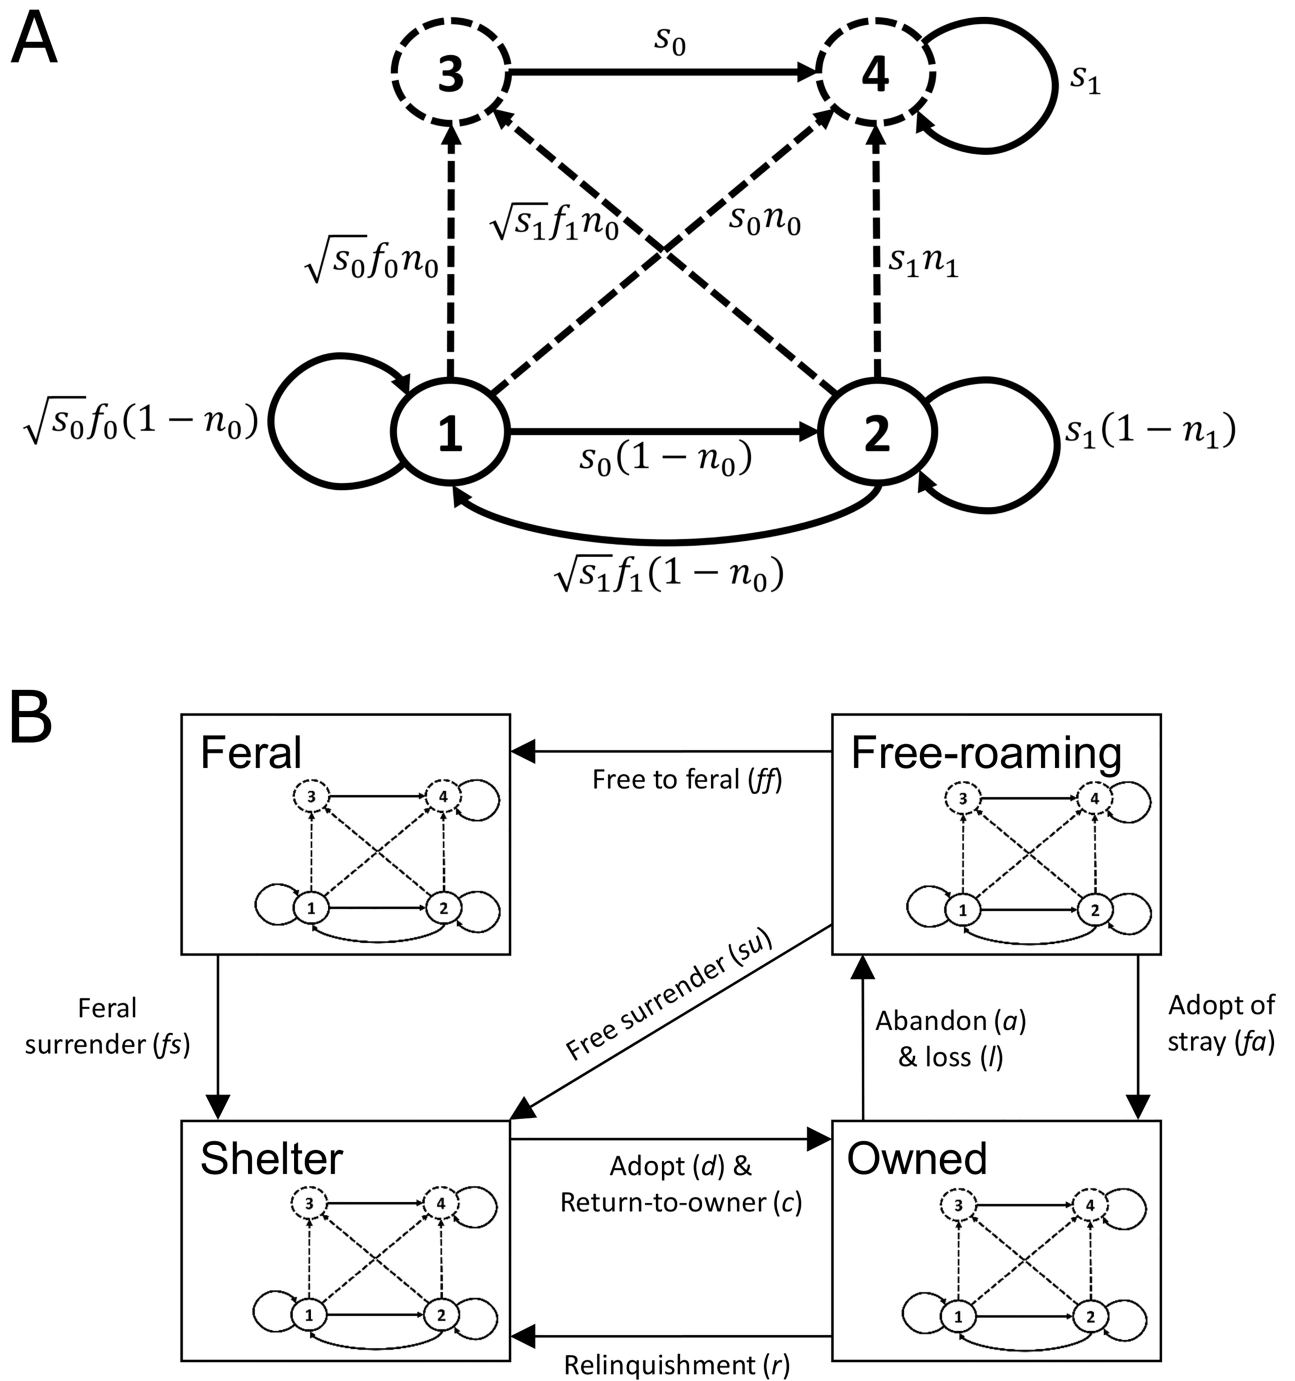 A
3
s₀
4
s₁
√s₁f₁n₀
s₀n₀
√s₀f₀n₀
s₁n₁
√s₀f₀(1 − n₀)
1
s₀(1 − n₀)
2
s₁(1 − n₁)
√s₁f₁(1 − n₀)
B
Feral
3
4
1
2
Free to feral (ff)
Free-roaming
3
4
1
2
Feral
surrender (fs)
Free surrender (su)
Abandon (a)
& loss (l)
Adopt of
stray (fa)
Shelter
3
4
1
2
Adopt (d) &
Return-to-owner (c)
Relinquishment (r)
Owned
3
4
1
2